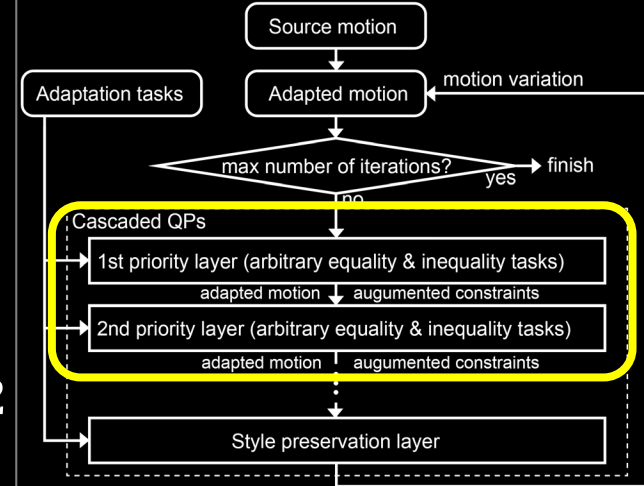 Source motion
Adaptation tasks
Adapted motion
motion variation
max number of iterations?
yes
finish
no
Cascaded QPs
1st priority layer (arbitrary equality & inequality tasks)
adapted motion augumented constraints
2nd priority layer (arbitrary equality & inequality tasks)
adapted motion augumented constraints
Style preservation layer